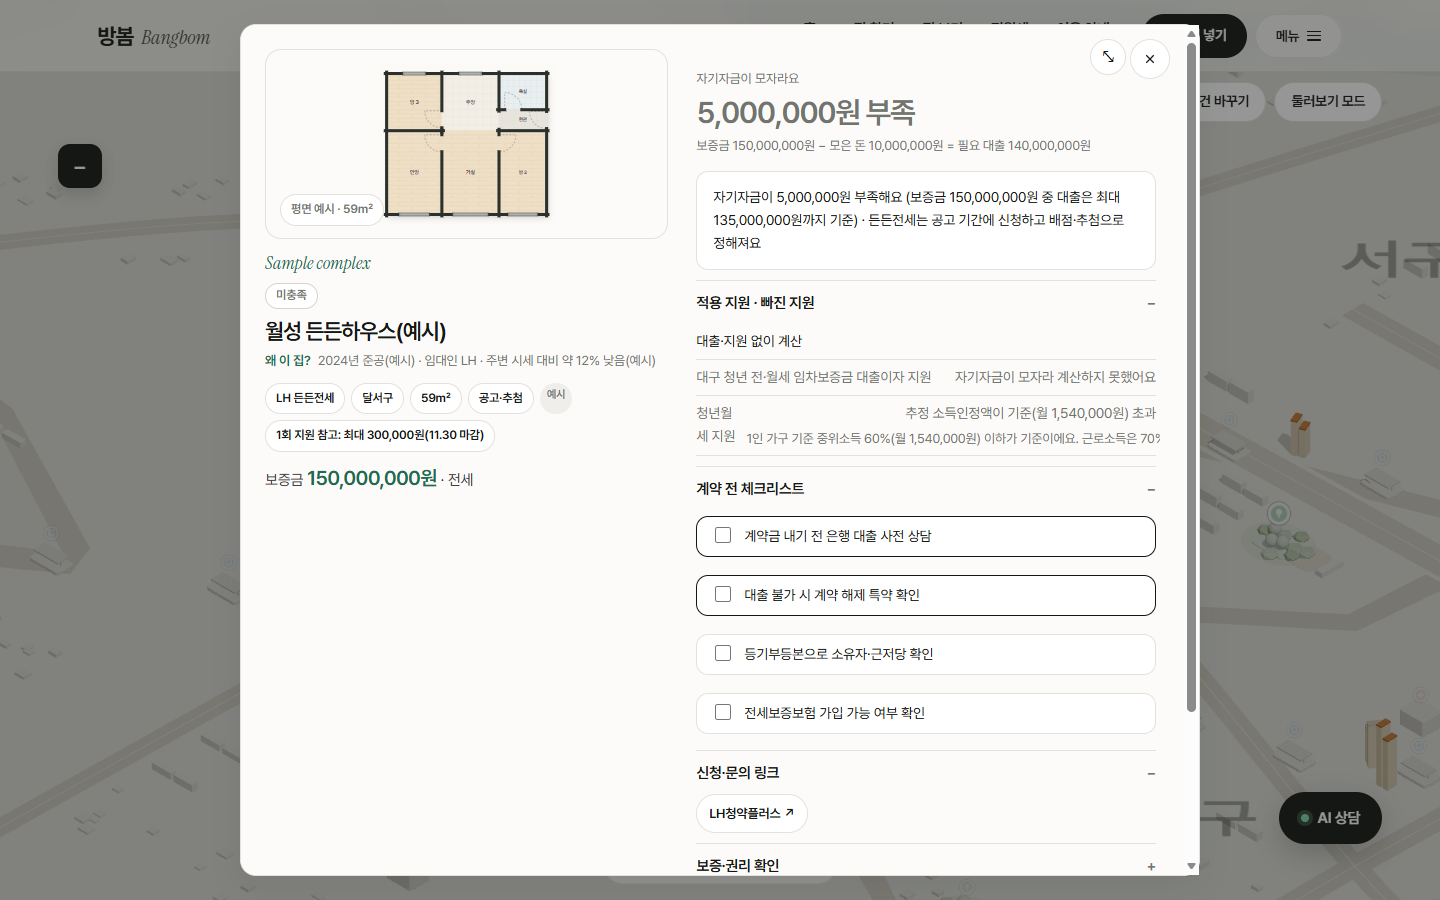 방봄 Bangbom
넣기
메뉴
건 바꾸기
둘러보기 모드
방 3
주방
욕실
현관
안방
거실
방 2
평면 예시 · 59m²
Sample complex
미충족
월성 든든하우스(예시)
왜 이 집? 2024년 준공(예시) · 임대인 LH · 주변 시세 대비 약 12% 낮음(예시)
LH 든든전세
달서구
59m²
공고·추첨
예시
1회 지원 참고: 최대 300,000원(11.30 마감)
보증금 150,000,000원 · 전세
자기자금이 모자라요
5,000,000원 부족
보증금 150,000,000원 − 모은 돈 10,000,000원 = 필요 대출 140,000,000원
자기자금이 5,000,000원 부족해요 (보증금 150,000,000원 중 대출은 최대
135,000,000원까지 기준) · 든든전세는 공고 기간에 신청하고 배점·추첨으로
정해져요
적용 지원 · 빠진 지원 −
대출·지원 없이 계산
대구 청년 전·월세 임차보증금 대출이자 지원 자기자금이 모자라 계산하지 못했어요
청년월 추정 소득인정액이 기준(월 1,540,000원) 초과
세 지원 1인 가구 기준 중위소득 60%(월 1,540,000원) 이하가 기준이에요. 근로소득은 70%
계약 전 체크리스트 −
계약금 내기 전 은행 대출 사전 상담
대출 불가 시 계약 해제 특약 확인
등기부등본으로 소유자·근저당 확인
전세보증보험 가입 가능 여부 확인
신청·문의 링크 −
LH청약플러스 ↗
보증·권리 확인 +
서구
구
AI 상담